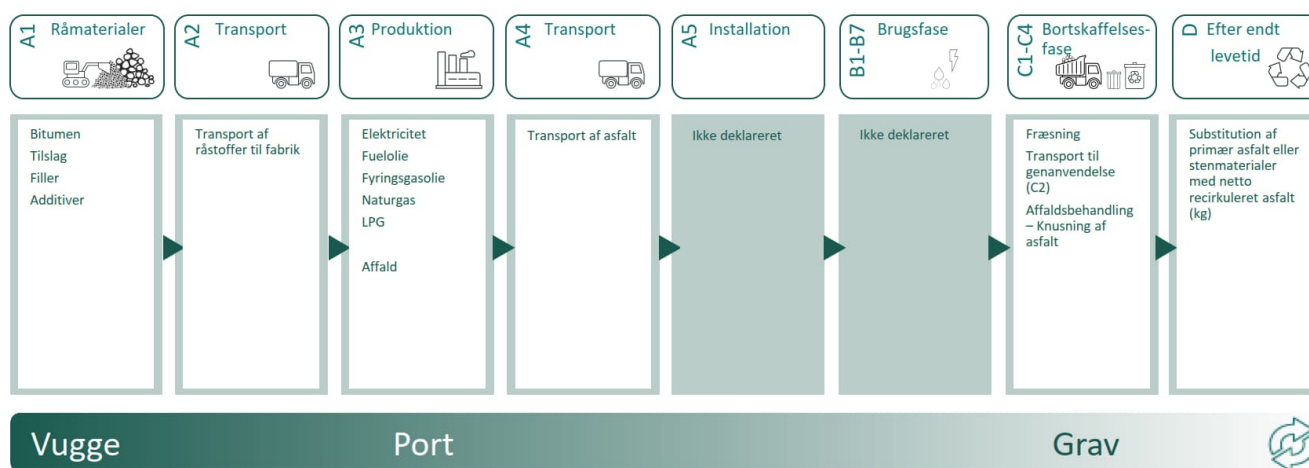 A1 Råmaterialer
A2 Transport
A3 Produktion
A4 Transport
A5 Installation
B1-B7 Brugsfase
C1-C4 Bortskaffelses-
fase
D Efter endt
levetid
Bitumen
Tilslag
Filler
Additiver
Transport af
råstoffer til fabrik
Elektricitet
Fuelolie
Fyringsgasolie
Naturgas
LPG
Affald
Transport af asfalt
Ikke deklareret
Ikke deklareret
Fræsning
Transport til
genanvendelse
(C2)
Affaldsbehandling
– Knusning af
asfalt
Substitution af
primær asfalt eller
stenmaterialer
med netto
recirkuleret asfalt
(kg)
Vugge
Port
Grav